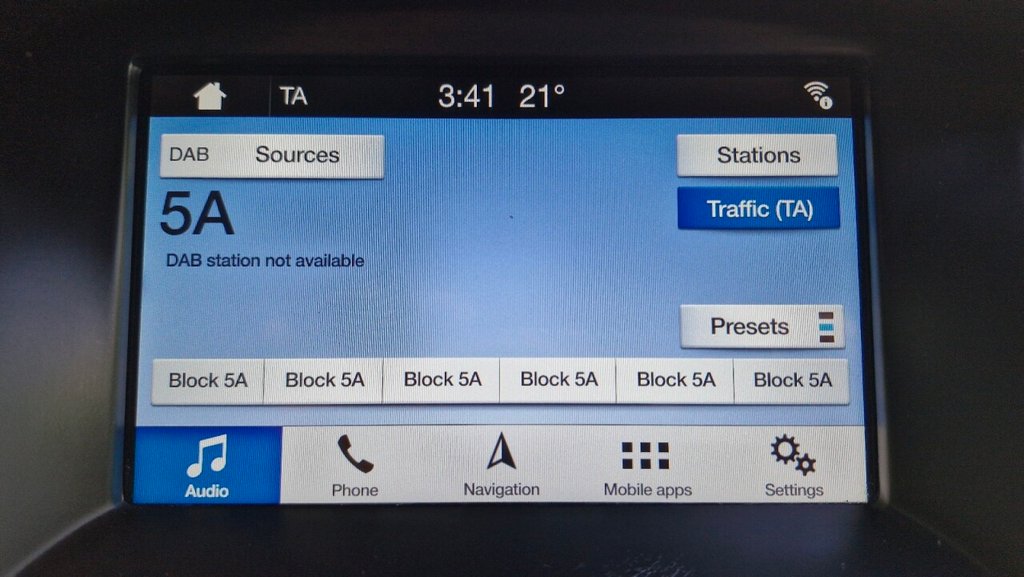 TA 3:41 21°
DAB Sources Stations
5A
Traffic (TA)
DAB station not available
Presets
Block 5A Block 5A Block 5A Block 5A Block 5A Block 5A
Audio Phone Navigation Mobile apps Settings